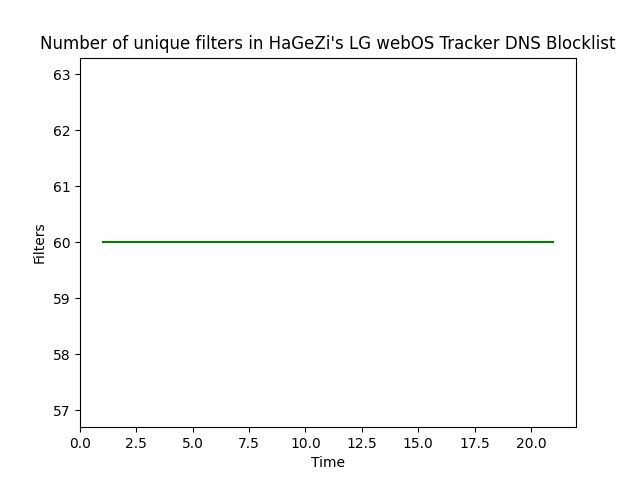 Number of unique filters in HaGeZi's LG webOS Tracker DNS Blocklist
63
62
61
60
59
58
57
Filters
0.0 2.5 5.0 7.5 10.0 12.5 15.0 17.5 20.0
Time